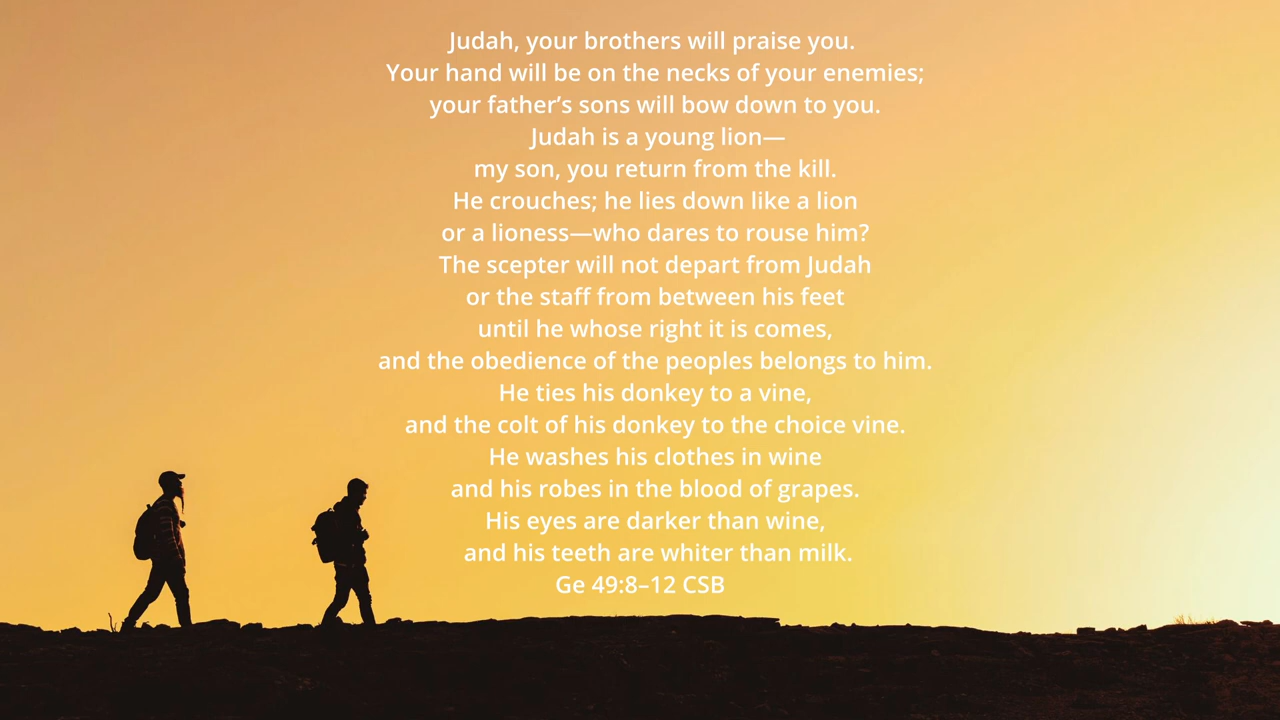 Judah, your brothers will praise you.
Your hand will be on the necks of your enemies;
your father’s sons will bow down to you.
Judah is a young lion—
my son, you return from the kill.
He crouches; he lies down like a lion
or a lioness—who dares to rouse him?
The scepter will not depart from Judah
or the staff from between his feet
until he whose right it is comes,
and the obedience of the peoples belongs to him.
He ties his donkey to a vine,
and the colt of his donkey to the choice vine.
He washes his clothes in wine
and his robes in the blood of grapes.
His eyes are darker than wine,
and his teeth are whiter than milk.
Ge 49:8–12 CSB